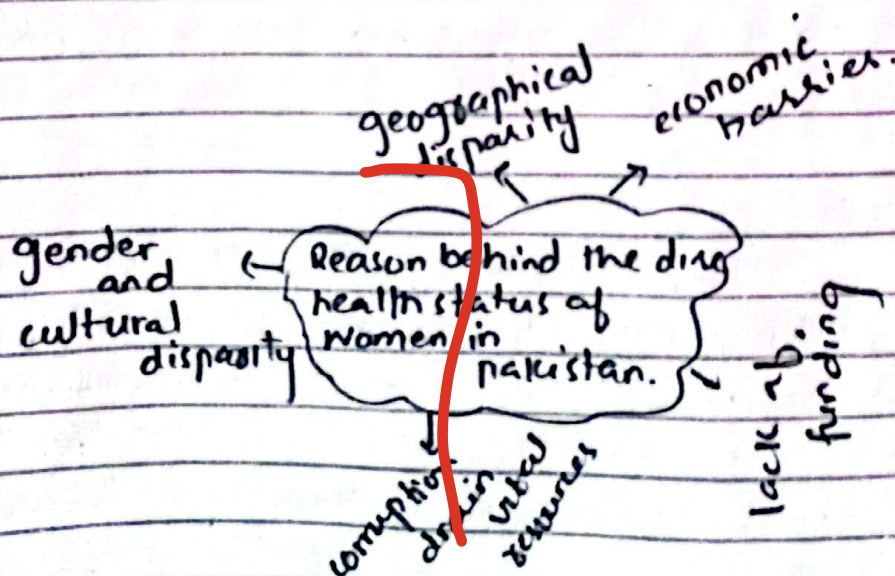 geographical
disparity
economic
barries.
gender
and
cultural
disparity
Reason behind the dire
health status of
women in
pakistan.
lack of.
funding
corruption
drain
vital
resources